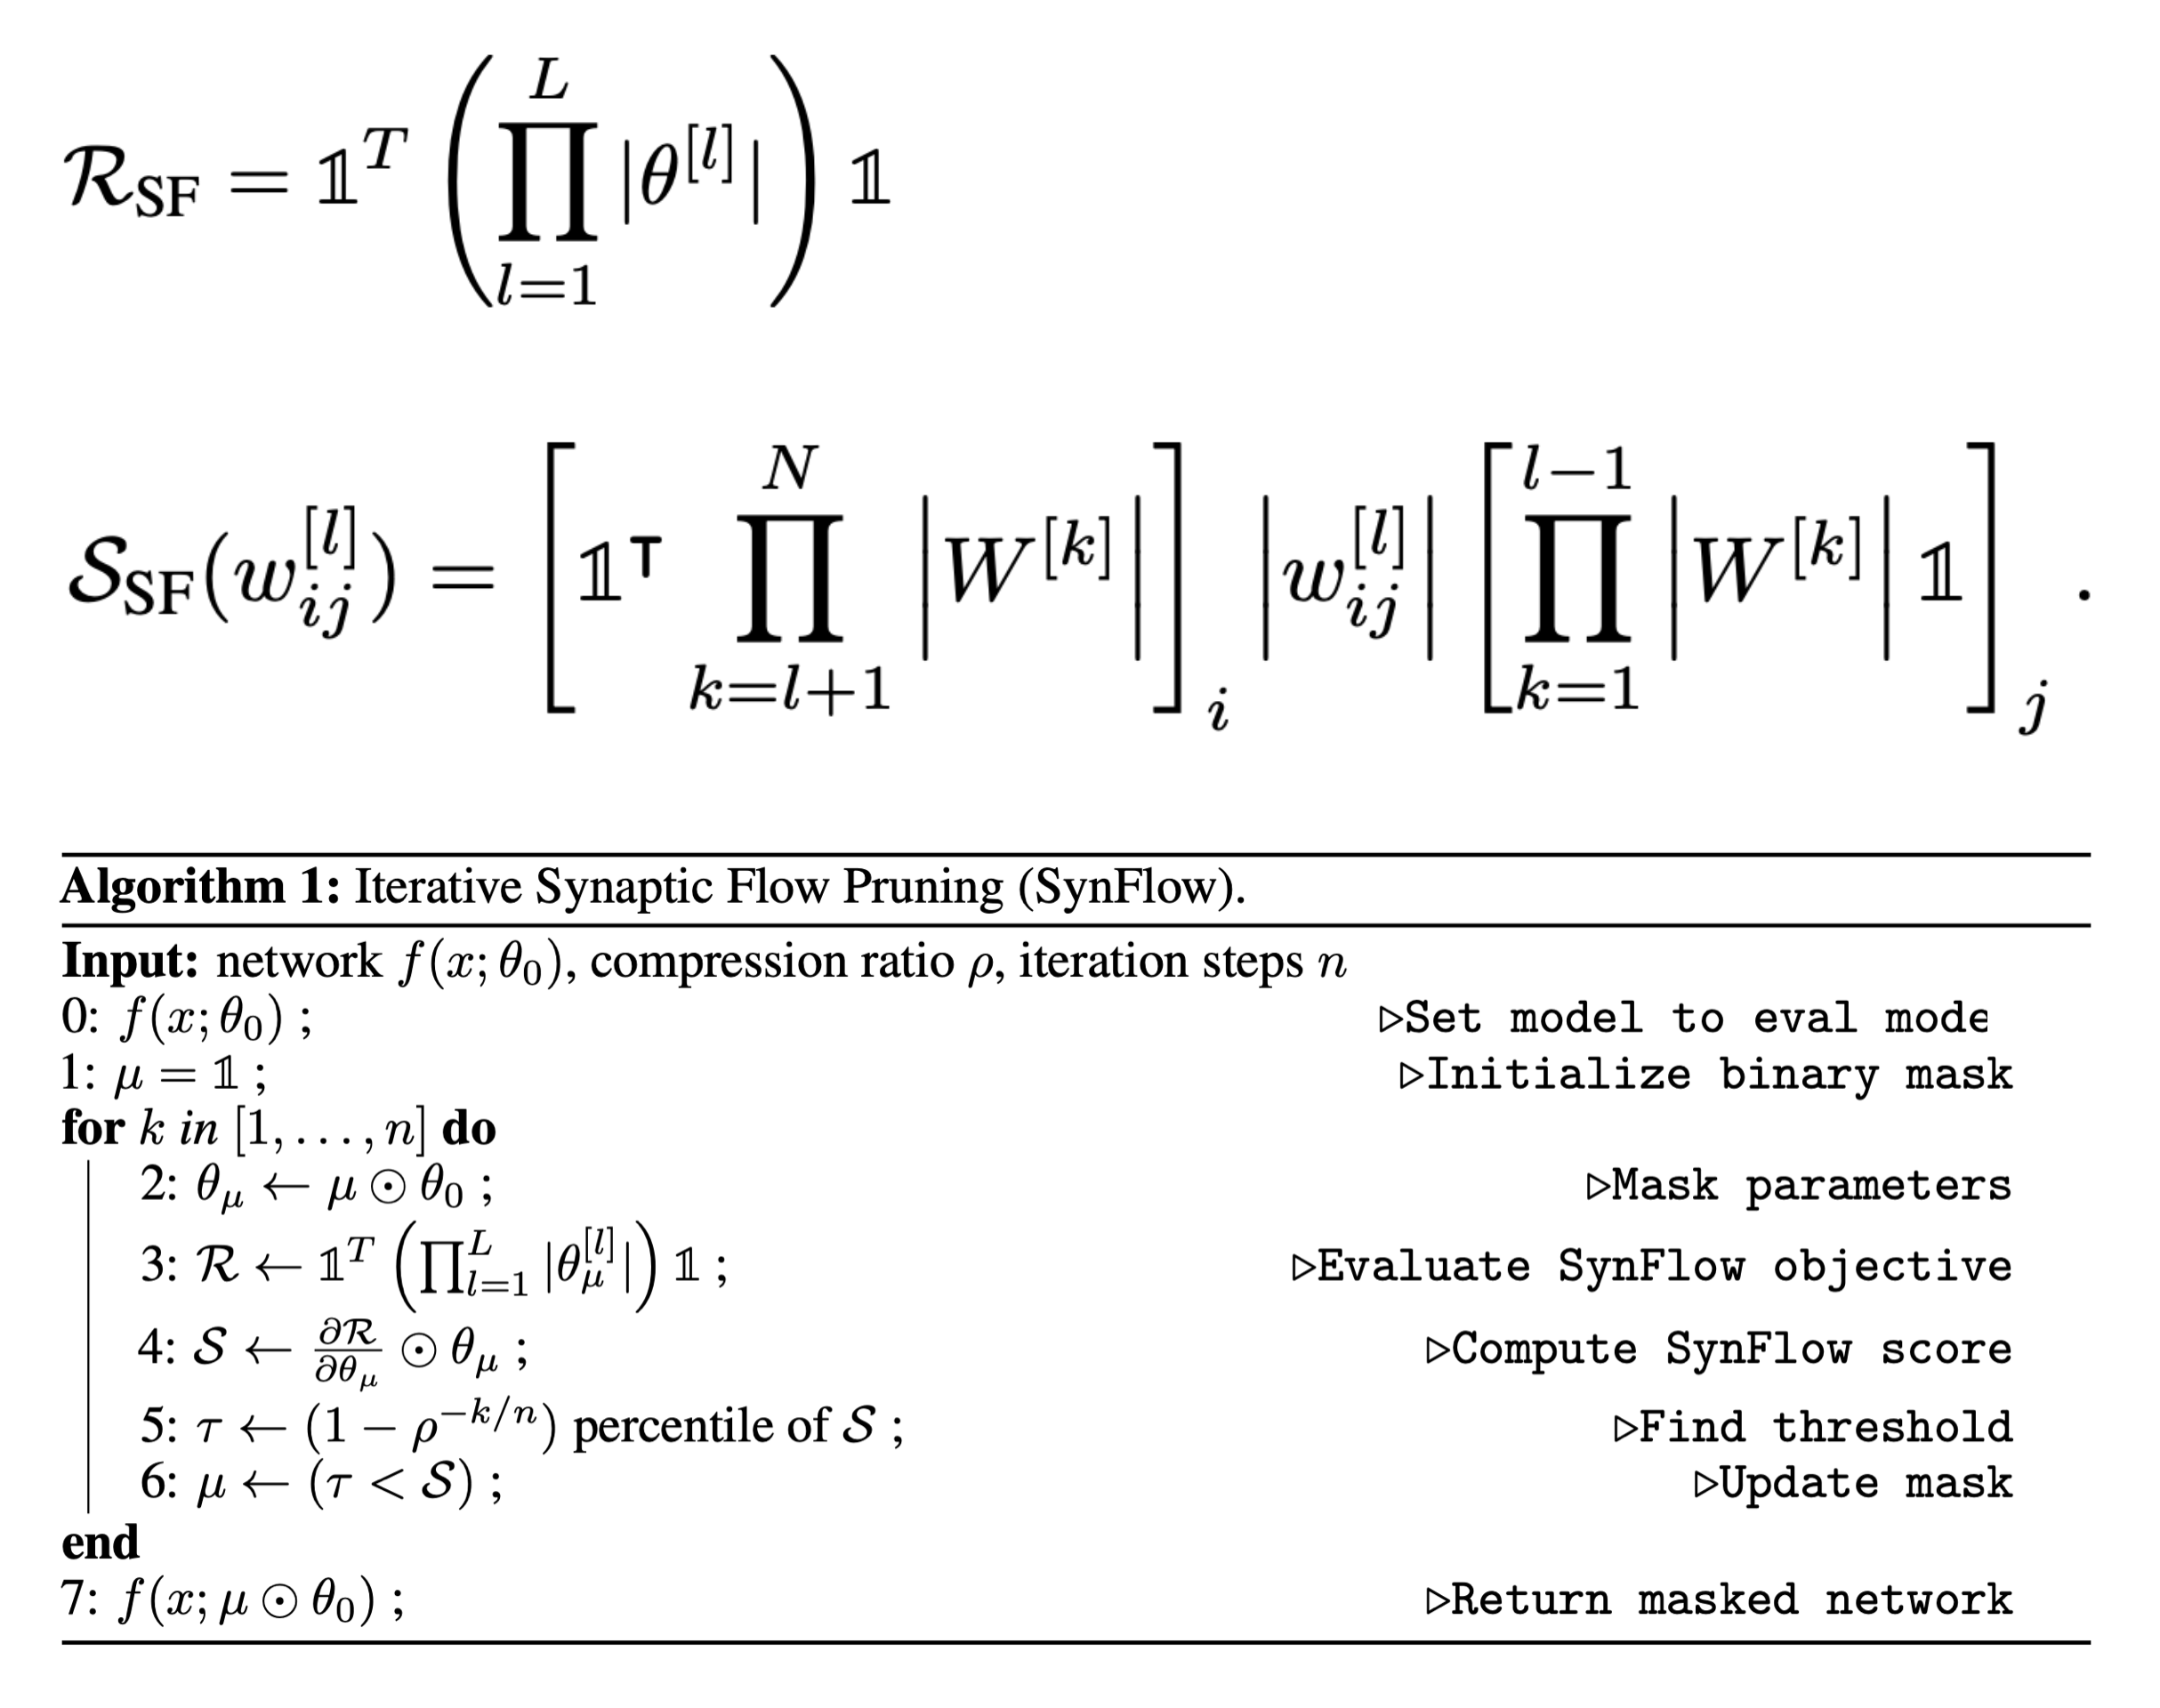 $\mathcal{R}_{\text{SF}} = \mathbb{1}^T \left( \prod_{l=1}^{L} |\theta^{[l]}| \right) \mathbb{1}$
$\mathcal{S}_{\text{SF}}(w_{ij}^{[l]}) = \left[ \mathbb{1}^\intercal \prod_{k=l+1}^{N} \left| W^{[k]} \right| \right]_i \left| w_{ij}^{[l]} \right| \left[ \prod_{k=1}^{l-1} \left| W^{[k]} \right| \mathbb{1} \right]_j .$
Algorithm 1: Iterative Synaptic Flow Pruning (SynFlow).
Input: network $f(x; \theta_0)$, compression ratio $\rho$, iteration steps $n$
0: $f(x; \theta_0)$ ; ▷Set model to eval mode
1: $\mu = \mathbb{1}$ ; ▷Initialize binary mask
for $k$ in $[1, \ldots, n]$ do
2: $\theta_\mu \leftarrow \mu \odot \theta_0$ ; ▷Mask parameters
3: $\mathcal{R} \leftarrow \mathbb{1}^T \left( \prod_{l=1}^{L} |\theta_\mu^{[l]}| \right) \mathbb{1}$ ; ▷Evaluate SynFlow objective
4: $\mathcal{S} \leftarrow \frac{\partial \mathcal{R}}{\partial \theta_\mu} \odot \theta_\mu$ ; ▷Compute SynFlow score
5: $\tau \leftarrow (1 - \rho^{-k/n})$ percentile of $\mathcal{S}$ ; ▷Find threshold
6: $\mu \leftarrow (\tau < \mathcal{S})$ ; ▷Update mask
end
7: $f(x; \mu \odot \theta_0)$ ; ▷Return masked network